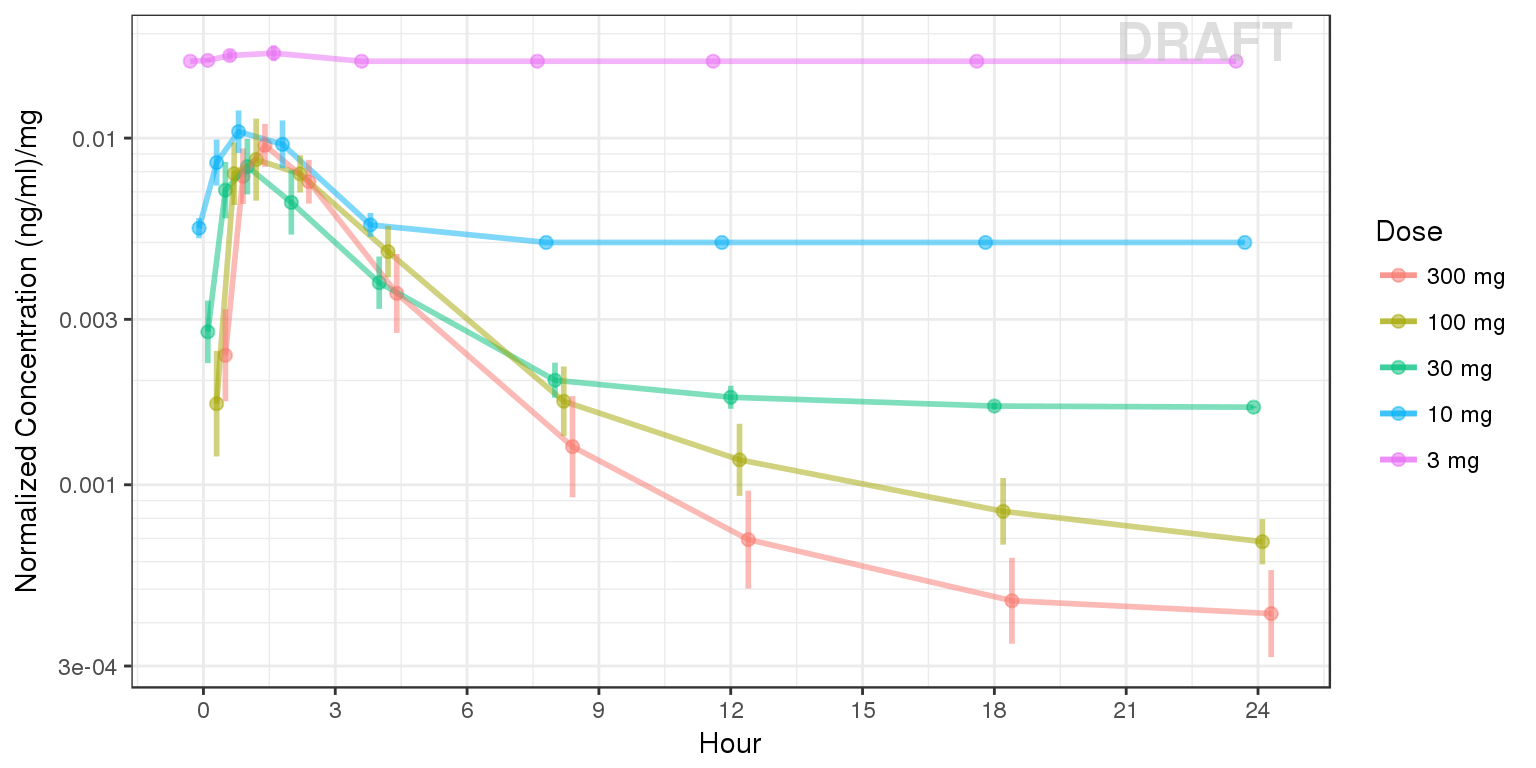 DRAFT
Normalized Concentration (ng/ml)/mg
0.01
0.003
0.001
3e-04
0 3 6 9 12 15 18 21 24
Hour
Dose
300 mg
100 mg
30 mg
10 mg
3 mg